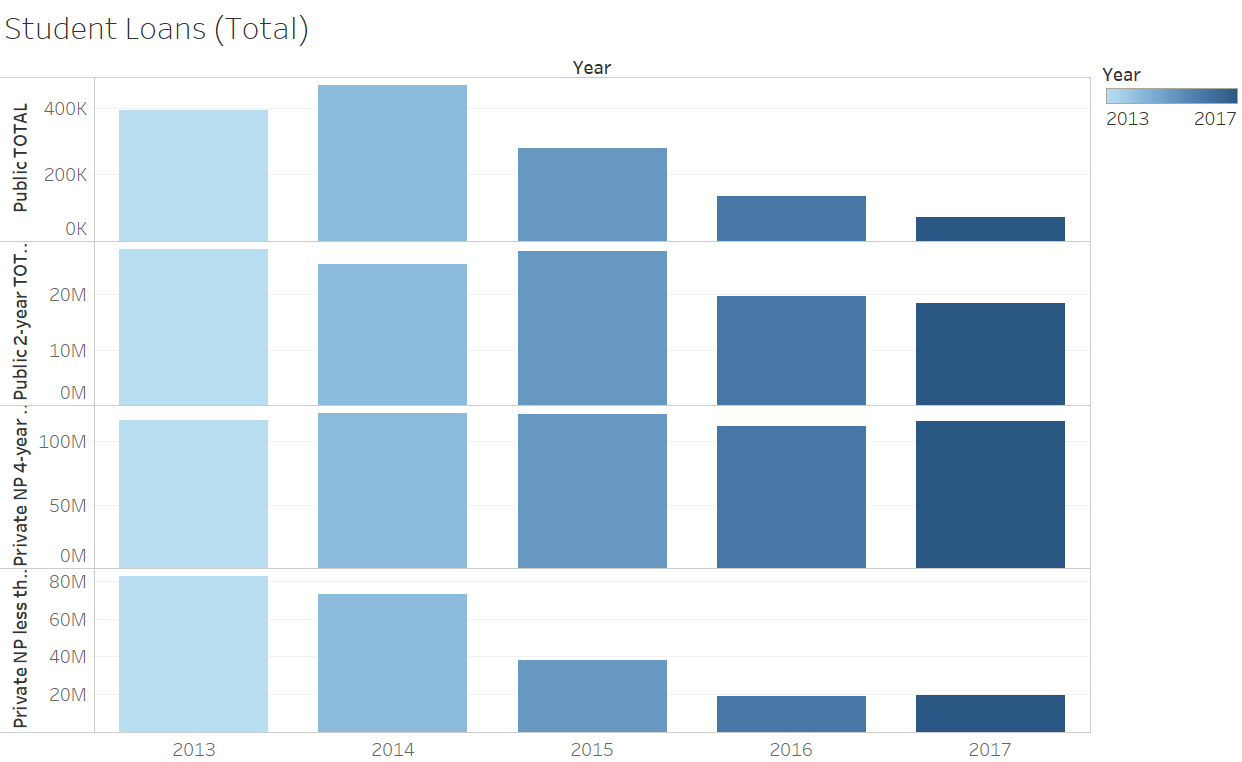 Student Loans (Total)
Year
Year
2013 2017
Public TOTAL
400K
200K
0K
Public 2-year TOT..
20M
10M
0M
Private NP 4-year ..
100M
50M
0M
Private NP less th..
80M
60M
40M
20M
2013 2014 2015 2016 2017